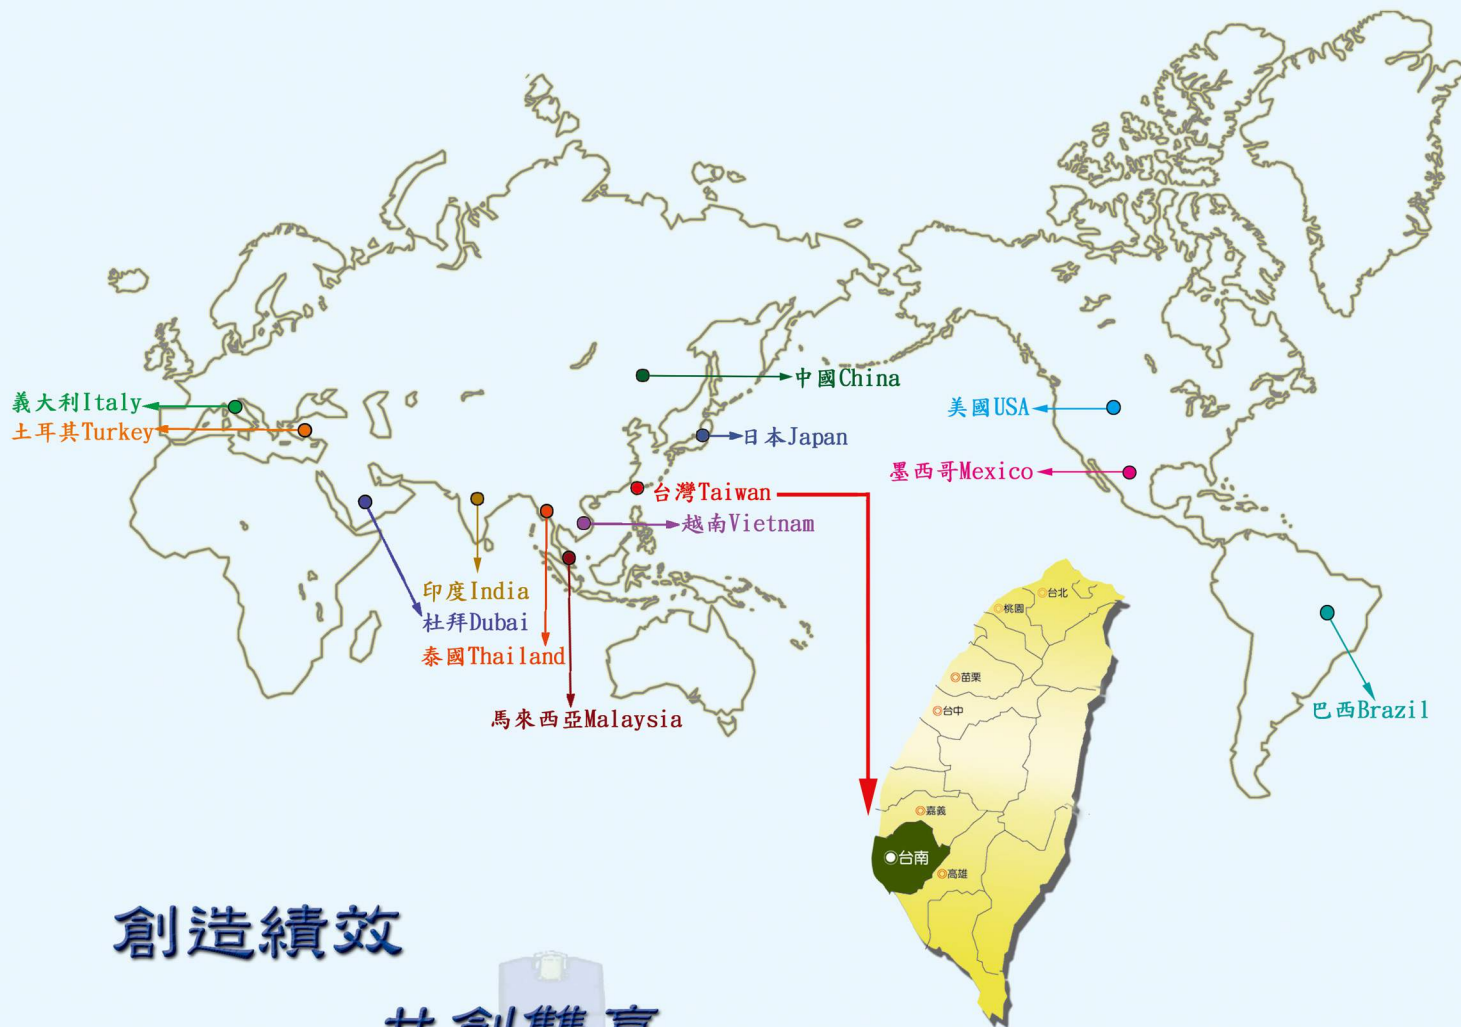 中國China
義大利Italy
美國USA
土耳其Turkey
日本Japan
墨西哥Mexico
台灣Taiwan
越南Vietnam
印度India
杜拜Dubai
泰國Thailand
馬來西亞Malaysia
巴西Brazil
◎台北
◎桃園
◎苗栗
◎台中
◎嘉義
◎台南
◎高雄
創造績效
共創雙贏